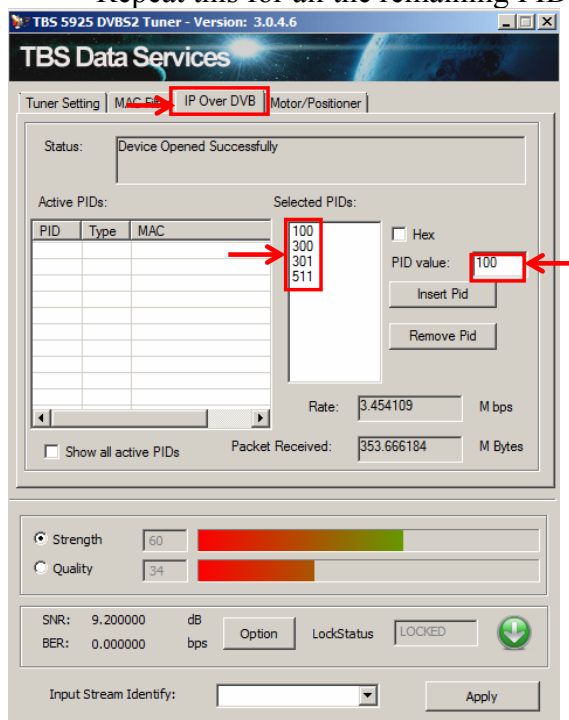 Repeat this for all the remaining PID
TBS 5925 DVBS2 Tuner - Version: 3.0.4.6
TBS Data Services
Tuner Setting
IP Over DVB
Motor/Positioner
Status: Device Opened Successfully
Active PIDs:
Selected PIDs:
PID Type MAC
100
300
301
511
Hex
PID value: 100
Insert Pid
Remove Pid
Rate: 3.454109 M bps
Show all active PIDs
Packet Received: 353.666184 M Bytes
Strength 60
Quality 34
SNR: 9.200000 dB
BER: 0.000000 bps
Option
LockStatus LOCKED
Input Stream Identify:
Apply